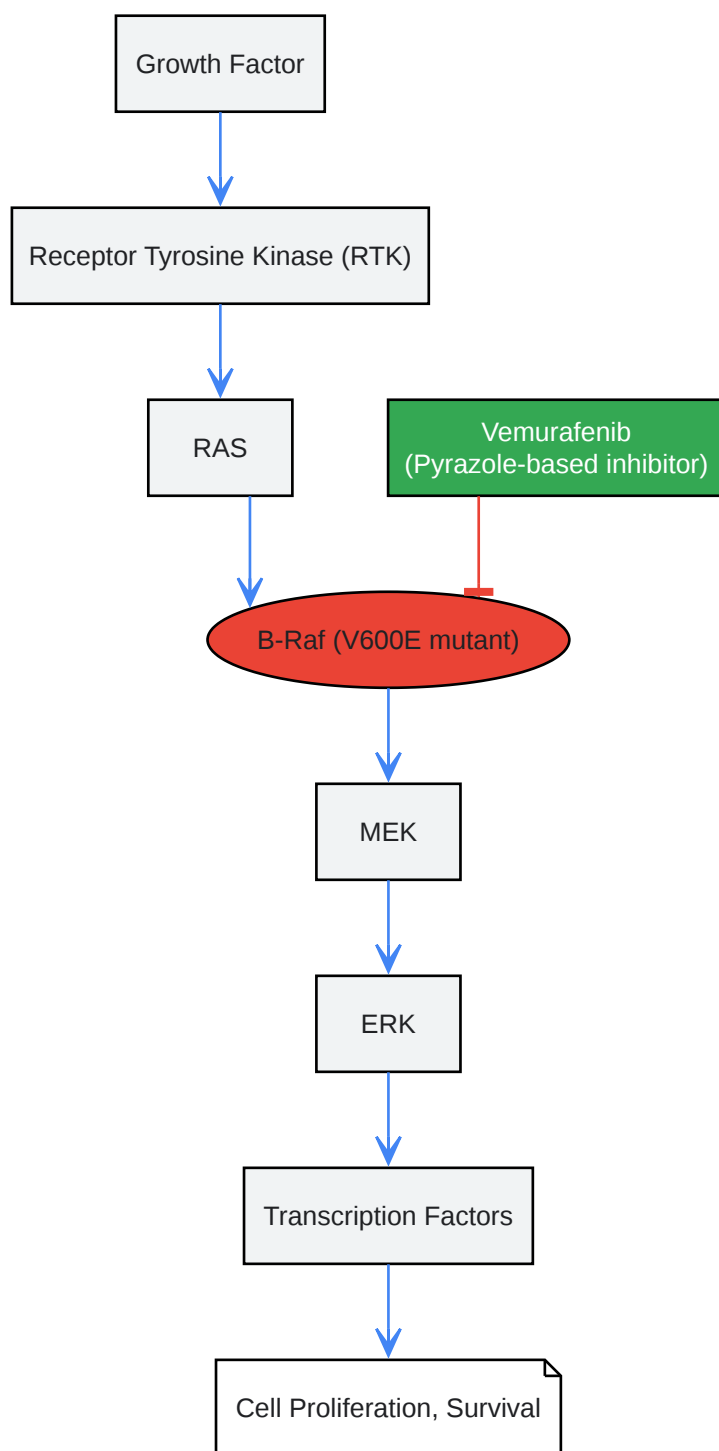 Growth Factor
Receptor Tyrosine Kinase (RTK)
RAS
Vemurafenib
(Pyrazole-based inhibitor)
B-Raf (V600E mutant)
MEK
ERK
Transcription Factors
Cell Proliferation, Survival